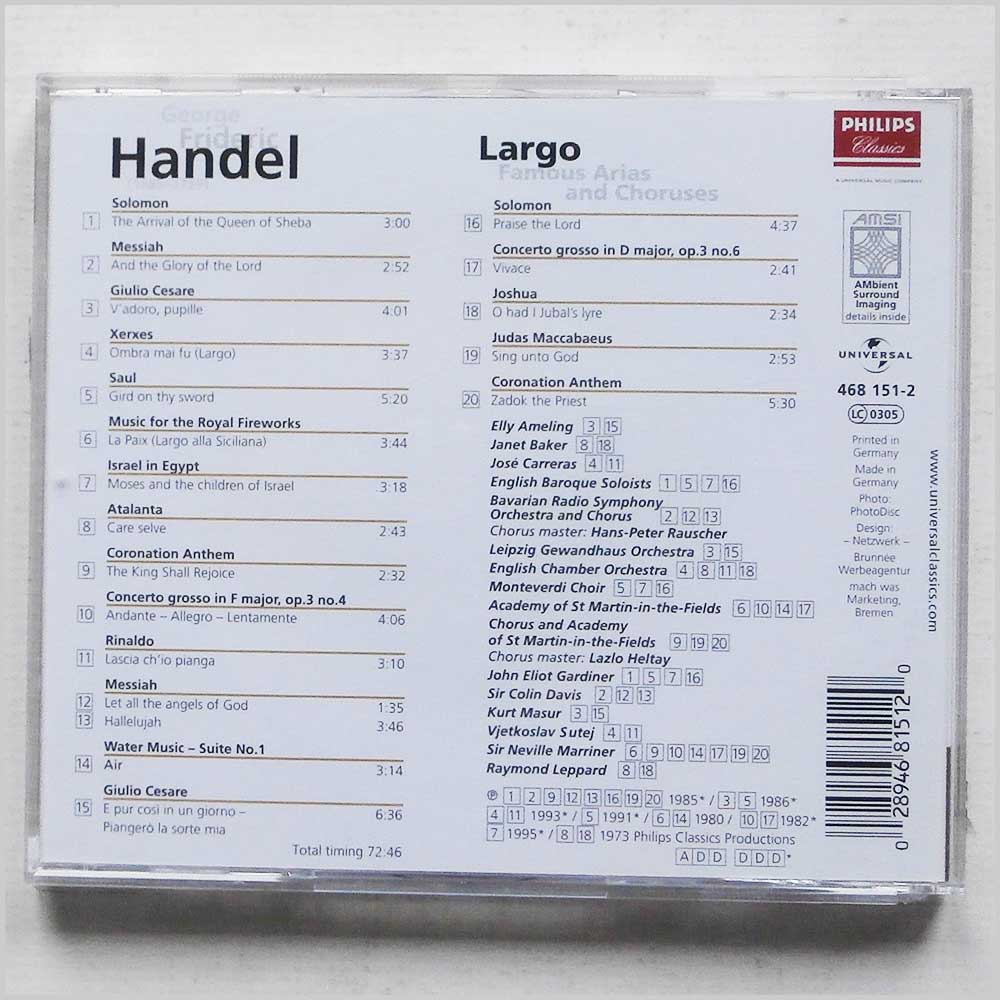 George
Frideric
Handel
Solomon
1 The Arrival of the Queen of Sheba 3:00
Messiah
2 And the Glory of the Lord 2:52
Giulio Cesare
3 V'adoro, pupille 4:01
Xerxes
4 Ombra mai fu (Largo) 3:37
Saul
5 Gird on thy sword 5:20
Music for the Royal Fireworks
6 La Paix (Largo alla Siciliana) 3:44
Israel in Egypt
7 Moses and the children of Israel 3:18
Atalanta
8 Care selve 2:43
Coronation Anthem
9 The King Shall Rejoice 2:32
Concerto grosso in F major, op.3 no.4
10 Andante – Allegro – Lentamente 4:06
Rinaldo
11 Lascia ch'io pianga 3:10
Messiah
12 Let all the angels of God 1:35
13 Hallelujah 3:46
Water Music – Suite No.1
14 Air 3:14
Giulio Cesare
15 E pur così in un giorno – 6:36
Piangerò la sorte mia
Total timing 72:46
Largo
Famous Arias
and Choruses
Solomon
16 Praise the Lord 4:37
Concerto grosso in D major, op.3 no.6
17 Vivace 2:41
Joshua
18 O had I Jubal's lyre 2:34
Judas Maccabaeus
19 Sing unto God 2:53
Coronation Anthem
20 Zadok the Priest 5:30
Elly Ameling 3 15
Janet Baker 8 18
José Carreras 4 11
English Baroque Soloists 1 5 7 16
Bavarian Radio Symphony
Orchestra and Chorus 2 12 13
Chorus master: Hans-Peter Rauscher
Leipzig Gewandhaus Orchestra 3 15
English Chamber Orchestra 4 8 11 18
Monteverdi Choir 5 7 16
Academy of St Martin-in-the-Fields 6 10 14 17
Chorus and Academy
of St Martin-in-the-Fields 9 19 20
Chorus master: Lazlo Heltay
John Eliot Gardiner 1 5 7 16
Sir Colin Davis 2 12 13
Kurt Masur 3 15
Vjetkoslav Sutej 4 11
Sir Neville Marriner 6 9 10 14 17 19 20
Raymond Leppard 8 18
℗ 1 2 9 12 13 16 19 20 1985* / 3 5 1986*
4 11 1993* / 5 1991* / 6 14 1980 / 10 17 1982*
7 1995* / 8 18 1973 Philips Classics Productions
ADD DDD*
PHILIPS
Classics
A UNIVERSAL MUSIC COMPANY
AMSI
AMbient
Surround
Imaging
details inside
UNIVERSAL
468 151-2
LC 0305
Printed in
Germany
Made in
Germany
Photo:
PhotoDisc
Design:
– Netzwerk –
Brunnée
Werbeagentur
mach was
Marketing,
Bremen
www.universalclassics.com
0 28946 81512 0